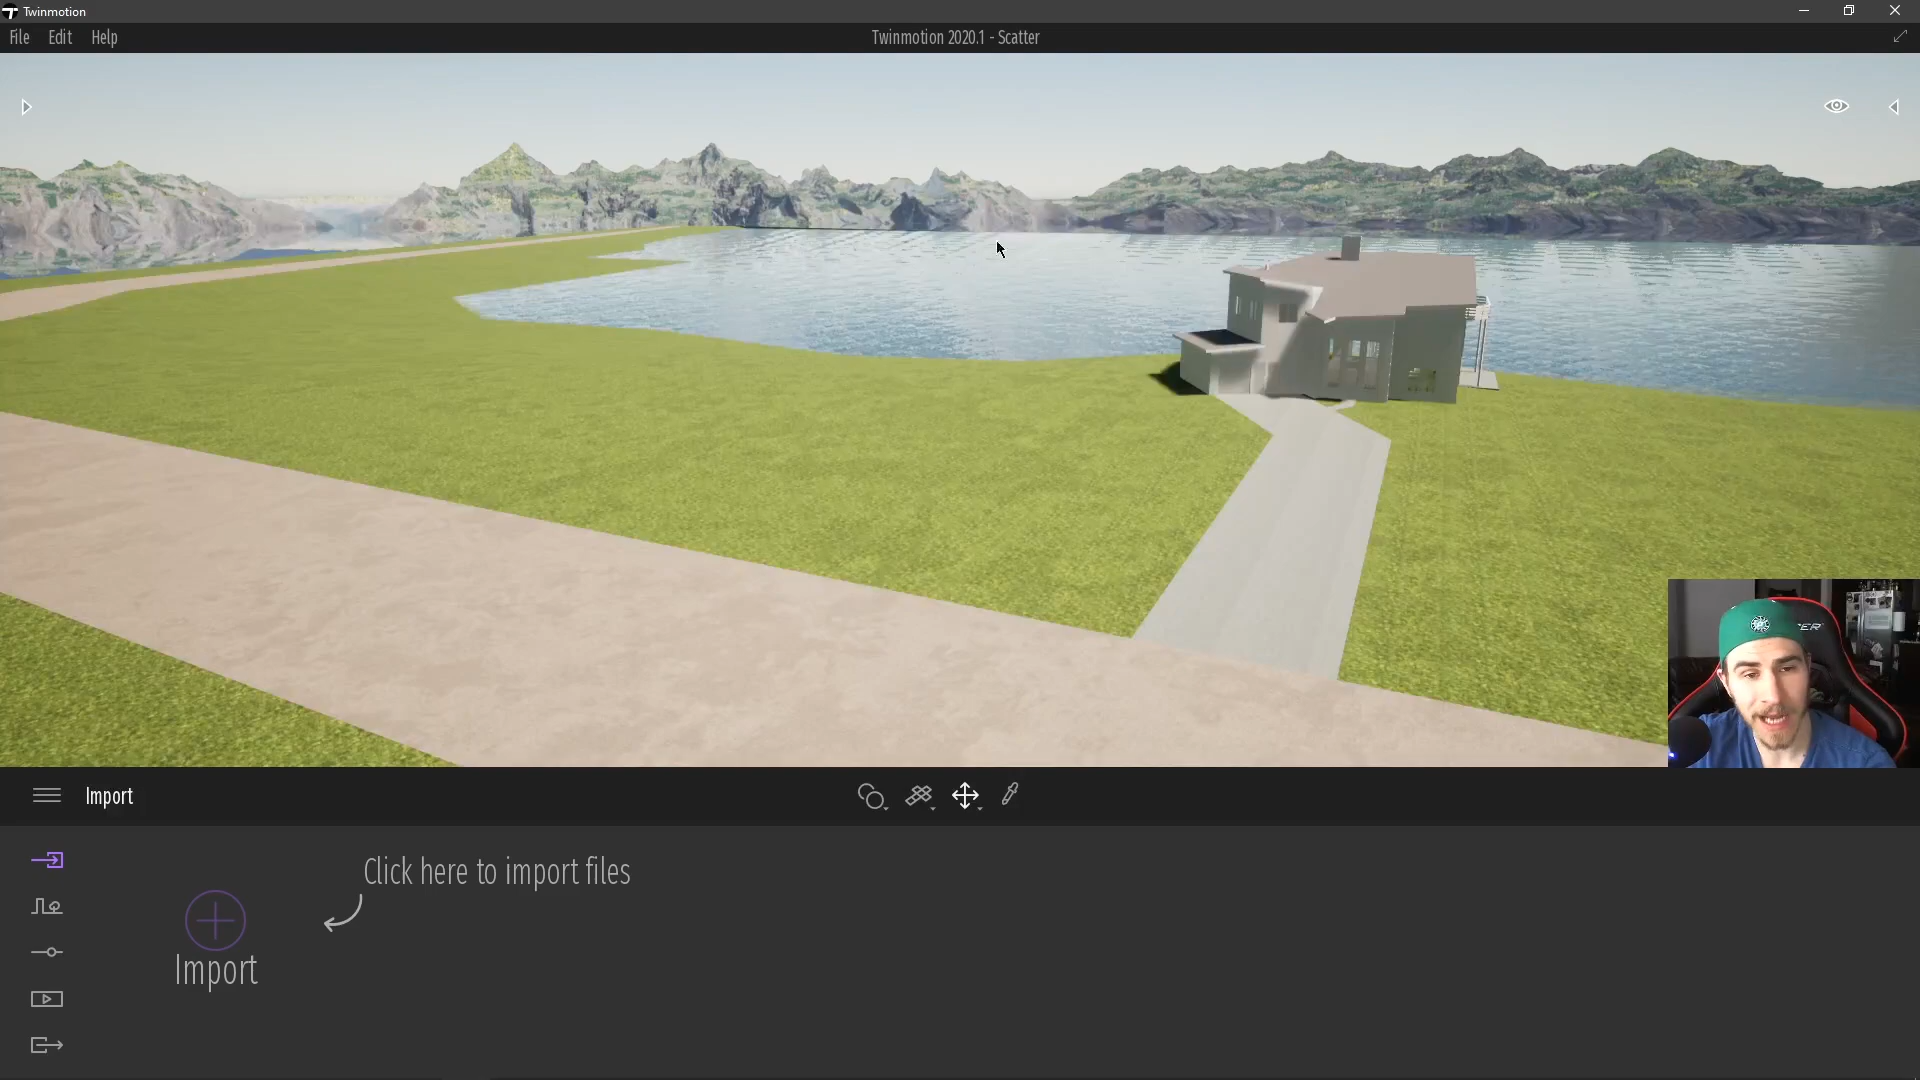 Twinmotion
File Edit Help
Twinmotion 2020.1 - Scatter
Import
Click here to import files
Import